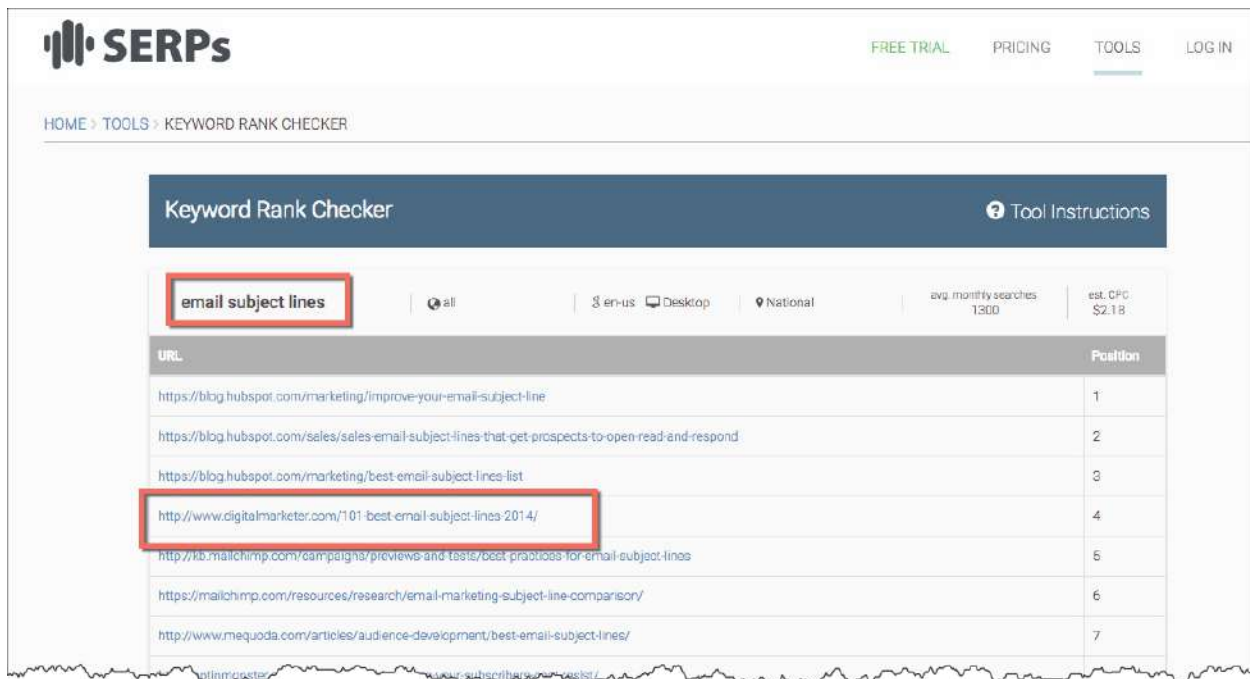 SERPs
FREE TRIAL PRICING TOOLS LOG IN
HOME > TOOLS > KEYWORD RANK CHECKER
Keyword Rank Checker Tool Instructions
email subject lines all en-us Desktop National avg. monthly searches 1300 est. CPC $2.18
URL Position
https://blog.hubspot.com/marketing/improve-your-email-subject-line 1
https://blog.hubspot.com/sales/sales-email-subject-lines-that-get-prospects-to-open-read-and-respond 2
https://blog.hubspot.com/marketing/best-email-subject-lines-list 3
http://www.digitalmarketer.com/101-best-email-subject-lines-2014/ 4
http://kb.mailchimp.com/campaigns/previews-and-tests/best-practices-for-email-subject-lines 5
https://mailchimp.com/resources/research/email-marketing-subject-line-comparison/ 6
http://www.mequoda.com/articles/audience-development/best-email-subject-lines/ 7